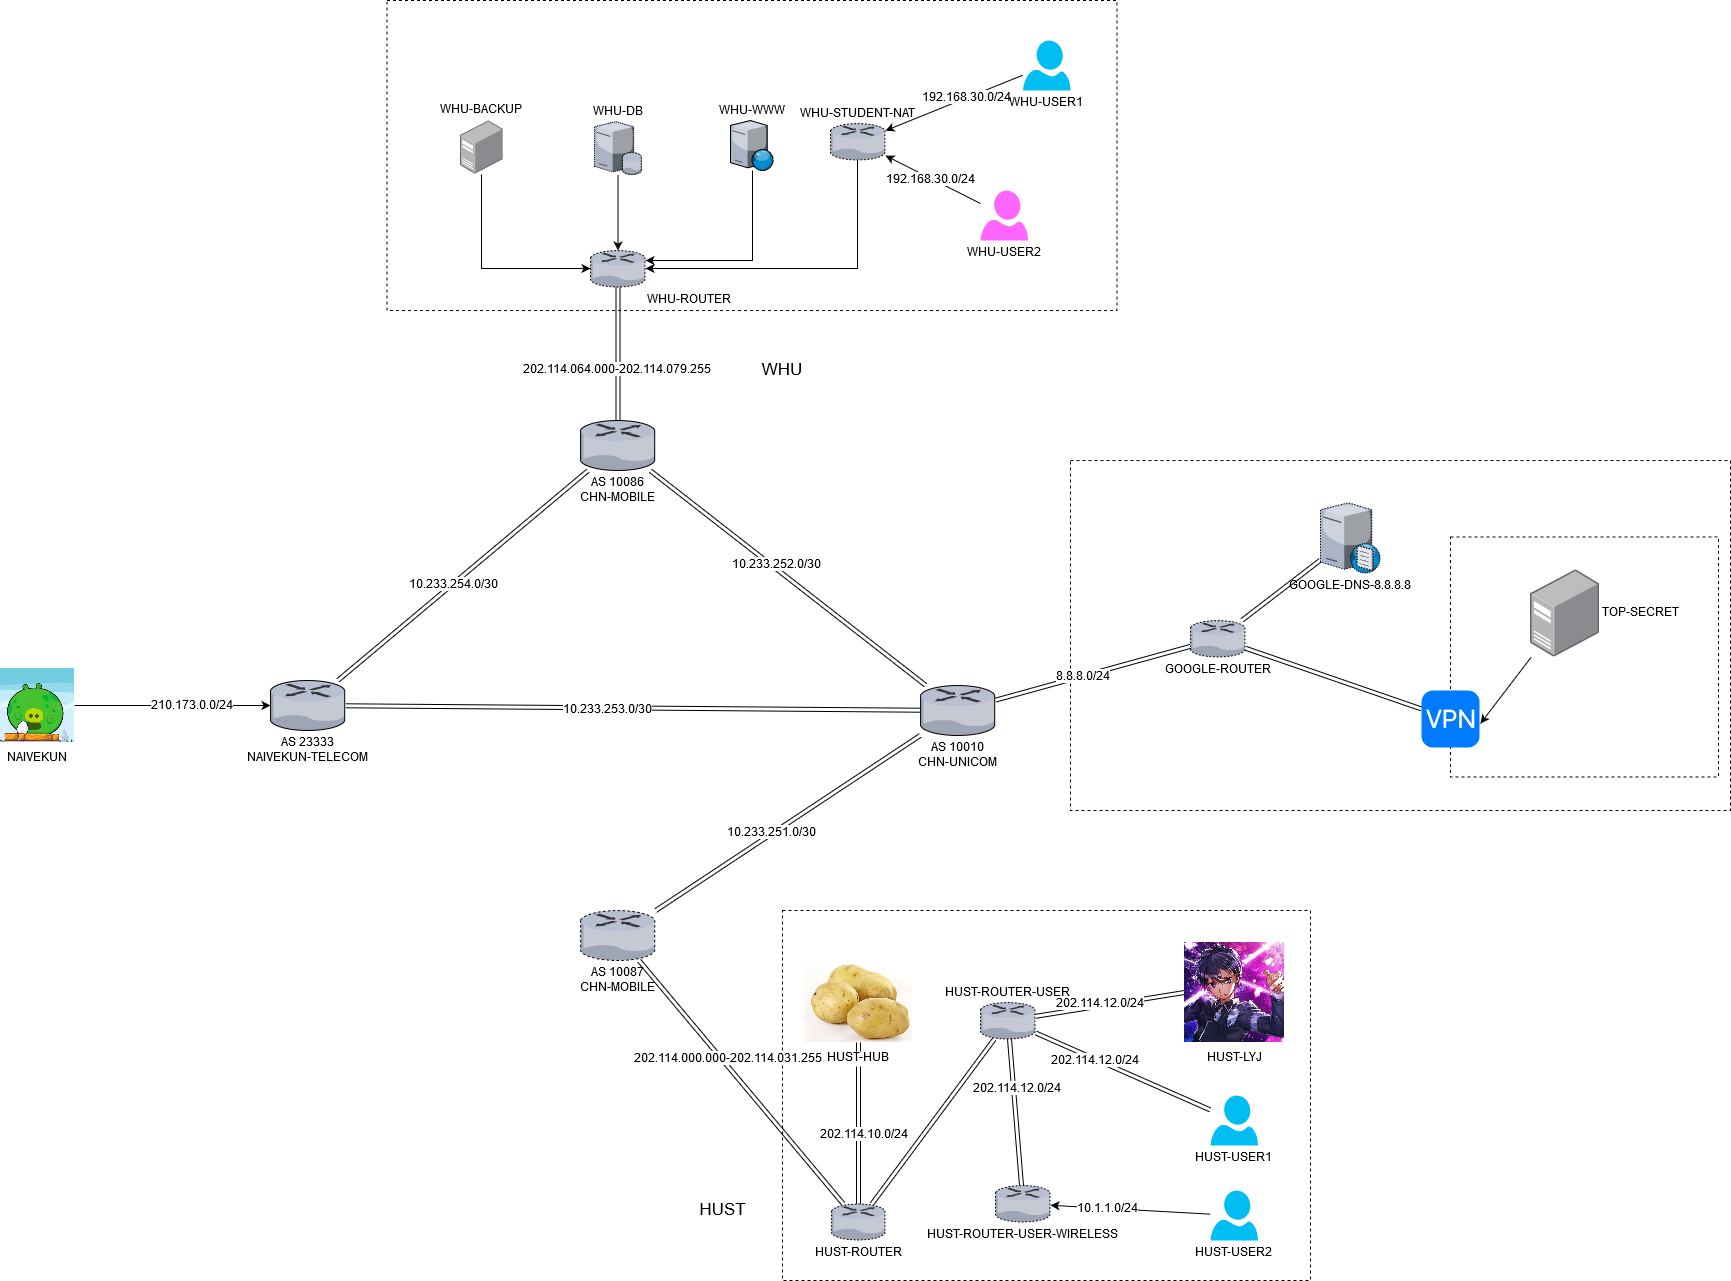 WHU-BACKUP
WHU-DB
WHU-WWW
WHU-STUDENT-NAT
192.168.30.0/24
WHU-USER1
192.168.30.0/24
WHU-USER2
WHU-ROUTER
202.114.064.000-202.114.079.255
WHU
AS 10086
CHN-MOBILE
10.233.254.0/30
10.233.252.0/30
GOOGLE-DNS-8.8.8.8
TOP-SECRET
GOOGLE-ROUTER
8.8.8.0/24
VPN
210.173.0.0/24
NAIVEKUN
AS 23333
NAIVEKUN-TELECOM
10.233.253.0/30
AS 10010
CHN-UNICOM
10.233.251.0/30
AS 10087
CHN-MOBILE
202.114.000.000-202.114.031.255
HUST-HUB
HUST-ROUTER-USER
202.114.12.0/24
HUST-LYJ
202.114.12.0/24
202.114.12.0/24
202.114.10.0/24
HUST-USER1
HUST
HUST-ROUTER
10.1.1.0/24
HUST-ROUTER-USER-WIRELESS
HUST-USER2